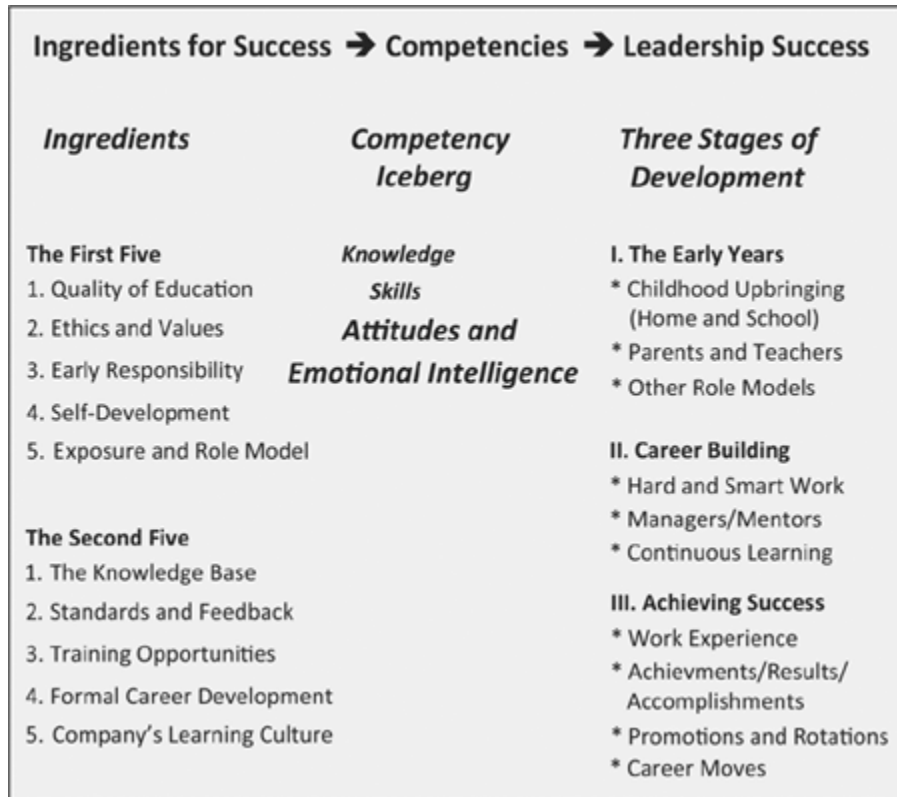 Ingredients for Success → Competencies → Leadership Success
Ingredients
The First Five
1. Quality of Education
2. Ethics and Values
3. Early Responsibility
4. Self-Development
5. Exposure and Role Model
The Second Five
1. The Knowledge Base
2. Standards and Feedback
3. Training Opportunities
4. Formal Career Development
5. Company's Learning Culture
Competency
Iceberg
Knowledge
Skills
Attitudes and
Emotional Intelligence
Three Stages of
Development
I. The Early Years
* Childhood Upbringing
(Home and School)
* Parents and Teachers
* Other Role Models
II. Career Building
* Hard and Smart Work
* Managers/Mentors
* Continuous Learning
III. Achieving Success
* Work Experience
* Achievments/Results/
Accomplishments
* Promotions and Rotations
* Career Moves